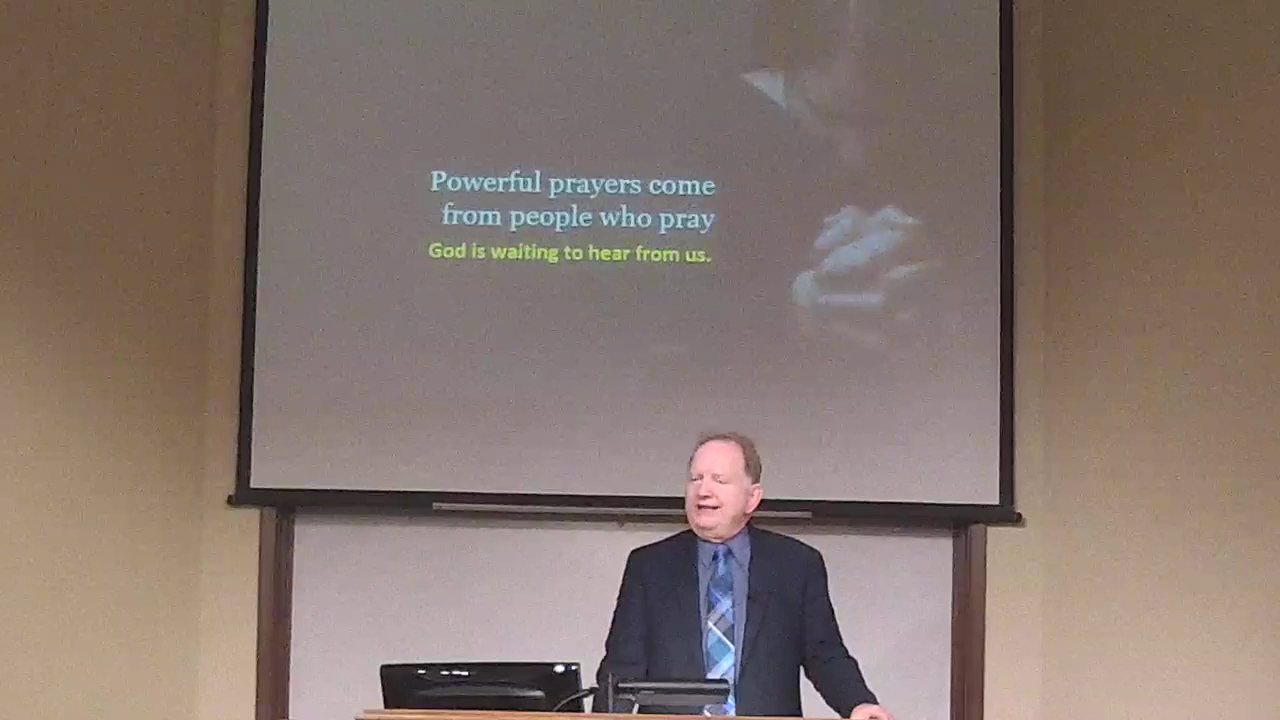 Powerful prayers come
from people who pray
God is waiting to hear from us.